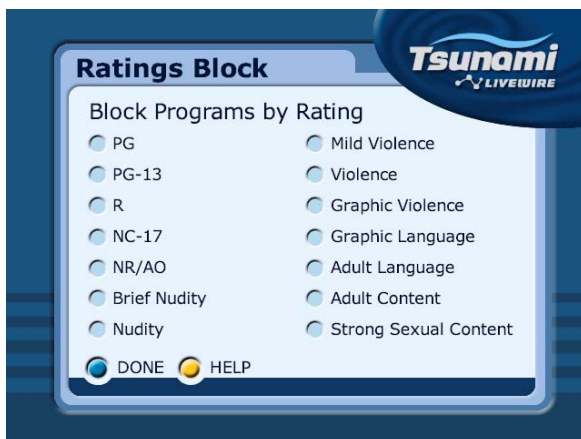 Tsunami
LIVEWIRE
Ratings Block
Block Programs by Rating
PG
PG-13
R
NC-17
NR/AO
Brief Nudity
Nudity
Mild Violence
Violence
Graphic Violence
Graphic Language
Adult Language
Adult Content
Strong Sexual Content
DONE HELP